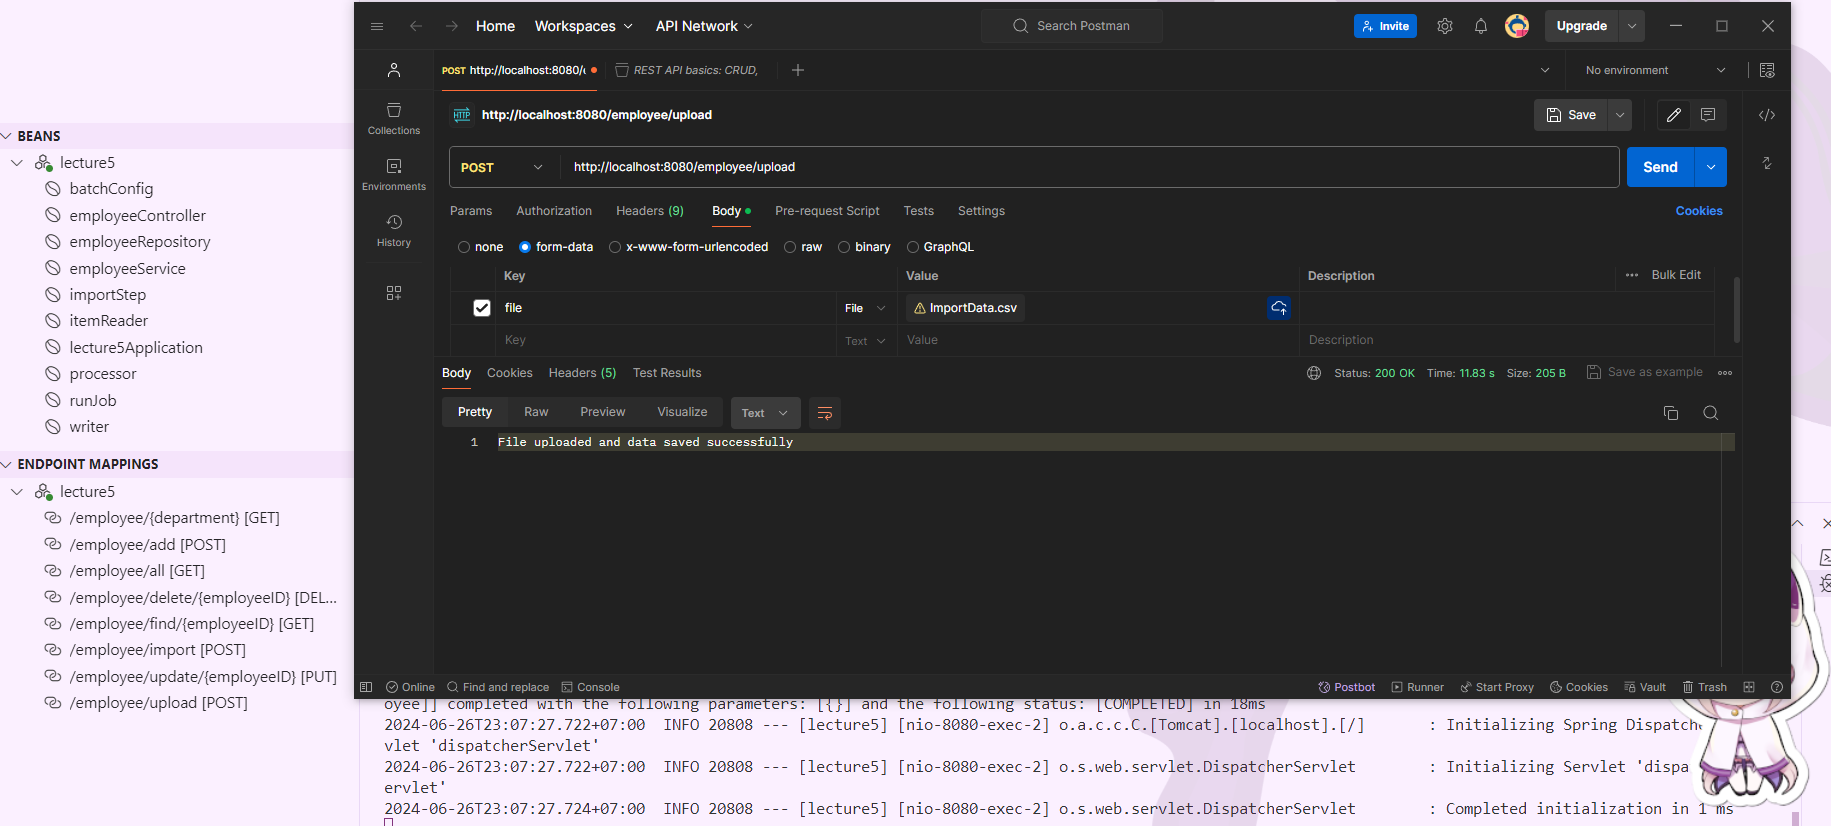 BEANS
lecture5
batchConfig
employeeController
employeeRepository
employeeService
importStep
itemReader
lecture5Application
processor
runJob
writer
ENDPOINT MAPPINGS
lecture5
/employee/{department} [GET]
/employee/add [POST]
/employee/all [GET]
/employee/delete/{employeeID} [DEL...
/employee/find/{employeeID} [GET]
/employee/import [POST]
/employee/update/{employeeID} [PUT]
/employee/upload [POST]
Home Workspaces API Network Search Postman Invite Upgrade
POST http://localhost:8080/ REST API basics: CRUD, No environment
Collections
Environments
History
HTTP http://localhost:8080/employee/upload Save
POST http://localhost:8080/employee/upload Send
Params Authorization Headers (9) Body Pre-request Script Tests Settings Cookies
none form-data x-www-form-urlencoded raw binary GraphQL
Key Value Description Bulk Edit
file File ImportData.csv
Key Text Value Description
Body Cookies Headers (5) Test Results Status: 200 OK Time: 11.83 s Size: 205 B Save as example
Pretty Raw Preview Visualize Text
1 File uploaded and data saved successfully
Online Find and replace Console Postbot Runner Start Proxy Cookies Vault Trash
oyee]] completed with the following parameters: [{}] and the following status: [COMPLETED] in 18ms
2024-06-26T23:07:27.722+07:00 INFO 20808 --- [lecture5] [nio-8080-exec-2] o.a.c.c.C.[Tomcat].[localhost].[/] : Initializing Spring Dispatche
vlet 'dispatcherServlet'
2024-06-26T23:07:27.722+07:00 INFO 20808 --- [lecture5] [nio-8080-exec-2] o.s.web.servlet.DispatcherServlet : Initializing Servlet 'dispa
ervlet'
2024-06-26T23:07:27.724+07:00 INFO 20808 --- [lecture5] [nio-8080-exec-2] o.s.web.servlet.DispatcherServlet : Completed initialization in 1 ms